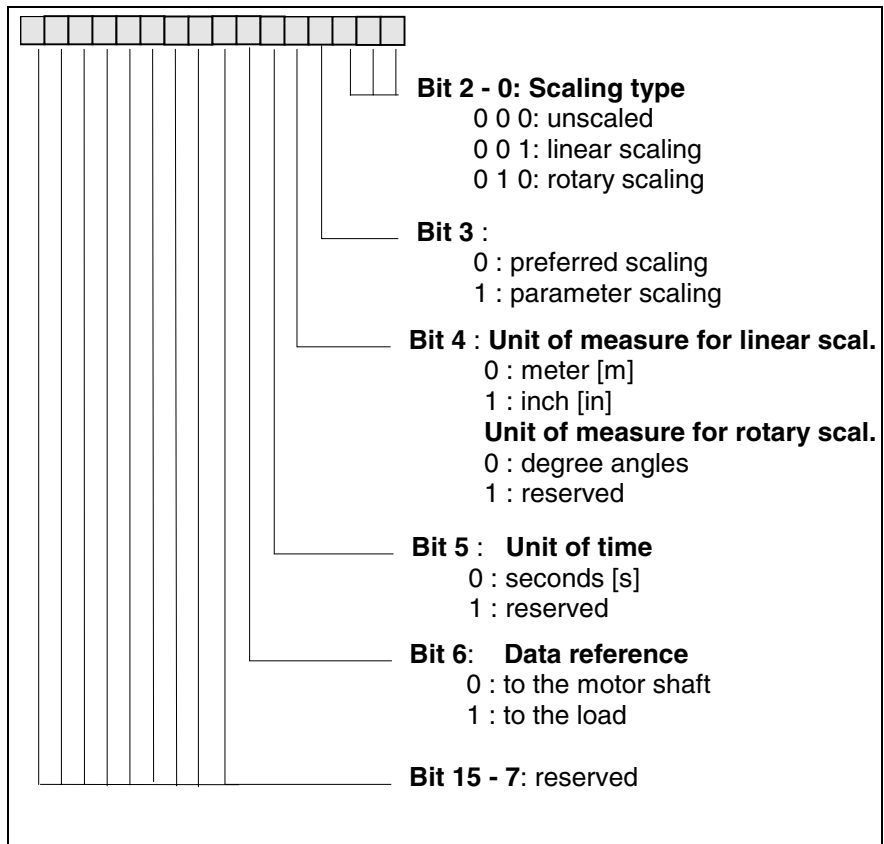 Bit 2 - 0: Scaling type
0 0 0: unscaled
0 0 1: linear scaling
0 1 0: rotary scaling
Bit 3 :
0 : preferred scaling
1 : parameter scaling
Bit 4 : Unit of measure for linear scal.
0 : meter [m]
1 : inch [in]
Unit of measure for rotary scal.
0 : degree angles
1 : reserved
Bit 5 : Unit of time
0 : seconds [s]
1 : reserved
Bit 6: Data reference
0 : to the motor shaft
1 : to the load
Bit 15 - 7: reserved